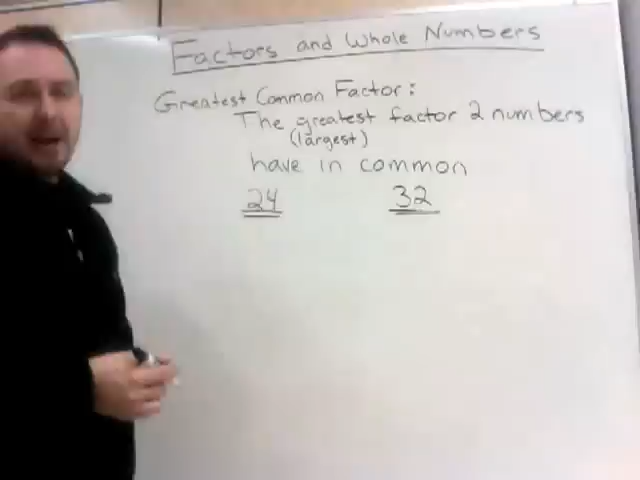 Factors and Whole Numbers
Greatest Common Factor:
The greatest factor 2 numbers
(largest)
have in common
24 32